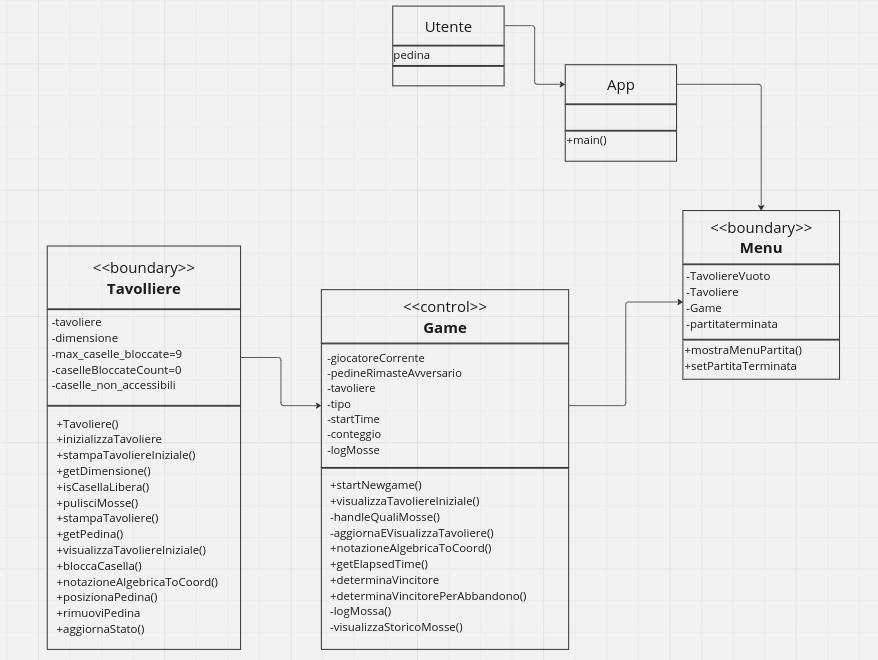 Utente
pedina
App
+main()
<<boundary>>
Menu
-TavoliereVuoto
-Tavoliere
-Game
-partitaterminata
+mostraMenuPartita()
+setPartitaTerminata
<<boundary>>
Tavolliere
-tavoliere
-dimensione
-max_caselle_bloccate=9
-caselleBloccateCount=0
-caselle_non_accessibili
+Tavoliere()
+inizializzaTavoliere
+stampaTavoliereIniziale()
+getDimensione()
+isCasellaLibera()
+pulisciMosse()
+stampaTavoliere()
+getPedina()
+visualizzaTavoliereIniziale()
+bloccaCasella()
+notazioneAlgebricaToCoord()
+posizionaPedina()
+rimuoviPedina
+aggiornaStato()
<<control>>
Game
-giocatoreCorrente
-pedineRimasteAvversario
-tavoliere
-tipo
-startTime
-conteggio
-logMosse
+startNewgame()
+visualizzaTavoliereIniziale()
-handleQualiMosse()
-aggiornaEVisualizzaTavoliere()
+notazioneAlgebricaToCoord()
+getElapsedTime()
+determinaVincitore
+determinaVincitorePerAbbandono()
-logMossa()
-visualizzaStoricoMosse()